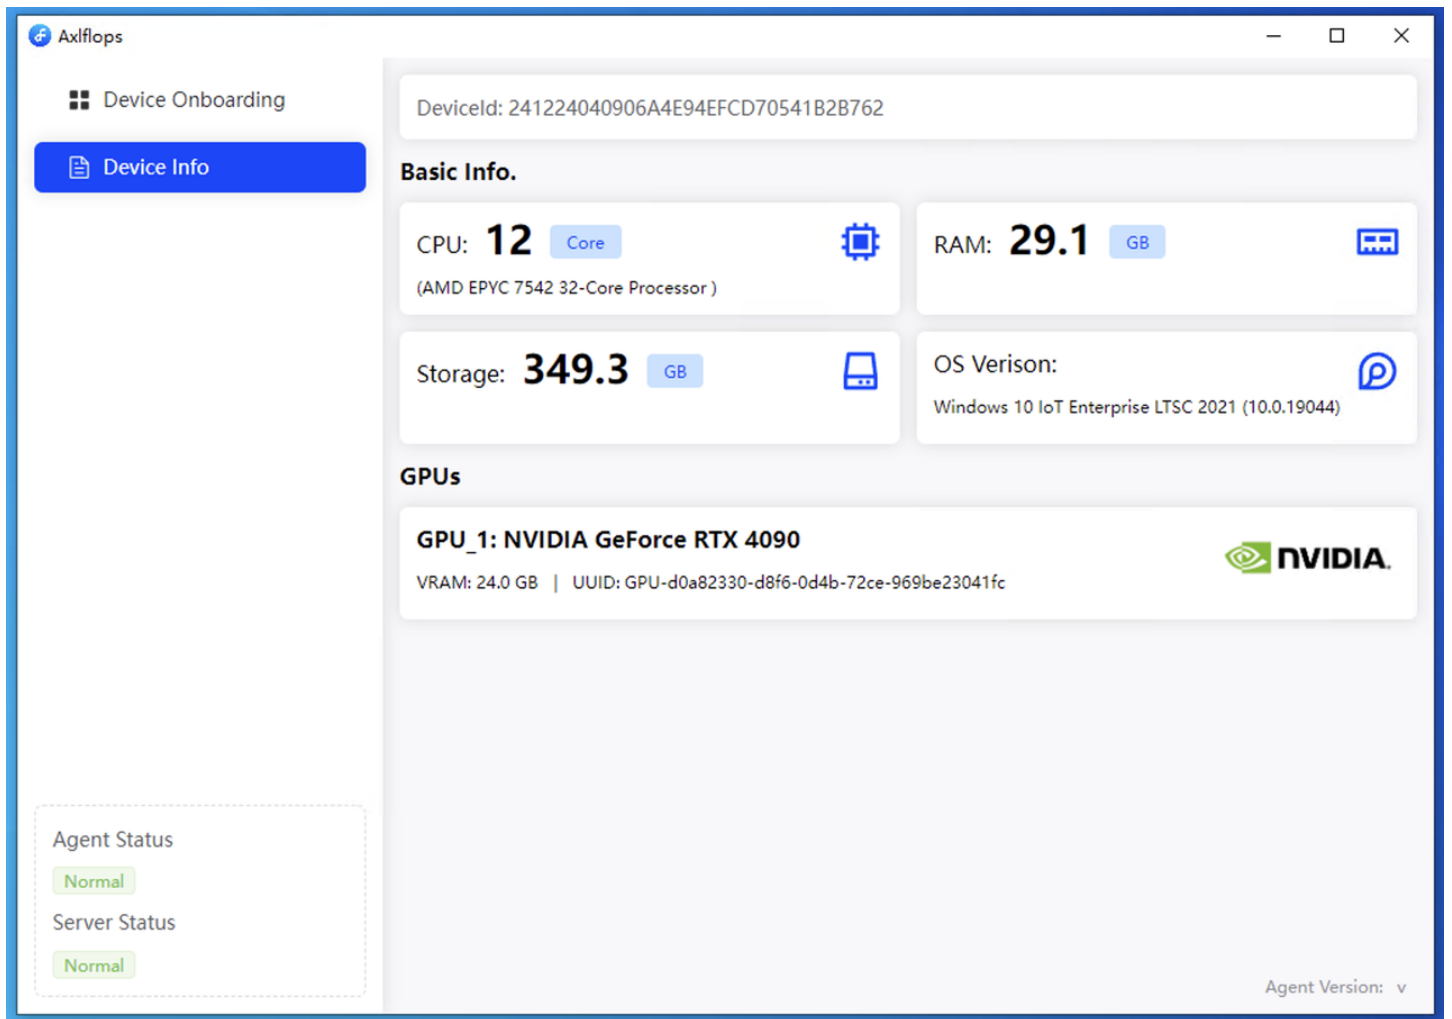 Axlflops
Device Onboarding
Device Info
DeviceId: 241224040906A4E94EFCD70541B2B762
Basic Info.
CPU: 12 Core
(AMD EPYC 7542 32-Core Processor )
RAM: 29.1 GB
Storage: 349.3 GB
OS Verison:
Windows 10 IoT Enterprise LTSC 2021 (10.0.19044)
GPUs
GPU_1: NVIDIA GeForce RTX 4090
VRAM: 24.0 GB | UUID: GPU-d0a82330-d8f6-0d4b-72ce-969be23041fc
NVIDIA.
Agent Status
Normal
Server Status
Normal
Agent Version: v